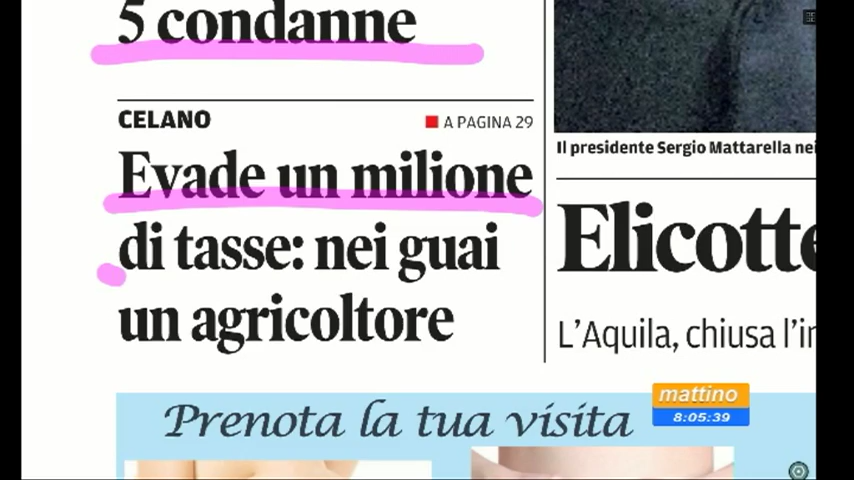 5 condanne
CELANO
A PAGINA 29
Evade un milione
di tasse: nei guai
un agricoltore
Il presidente Sergio Mattarella nei
Elicotte
L'Aquila, chiusa l'in
Prenota la tua visita
mattino
8:05:39